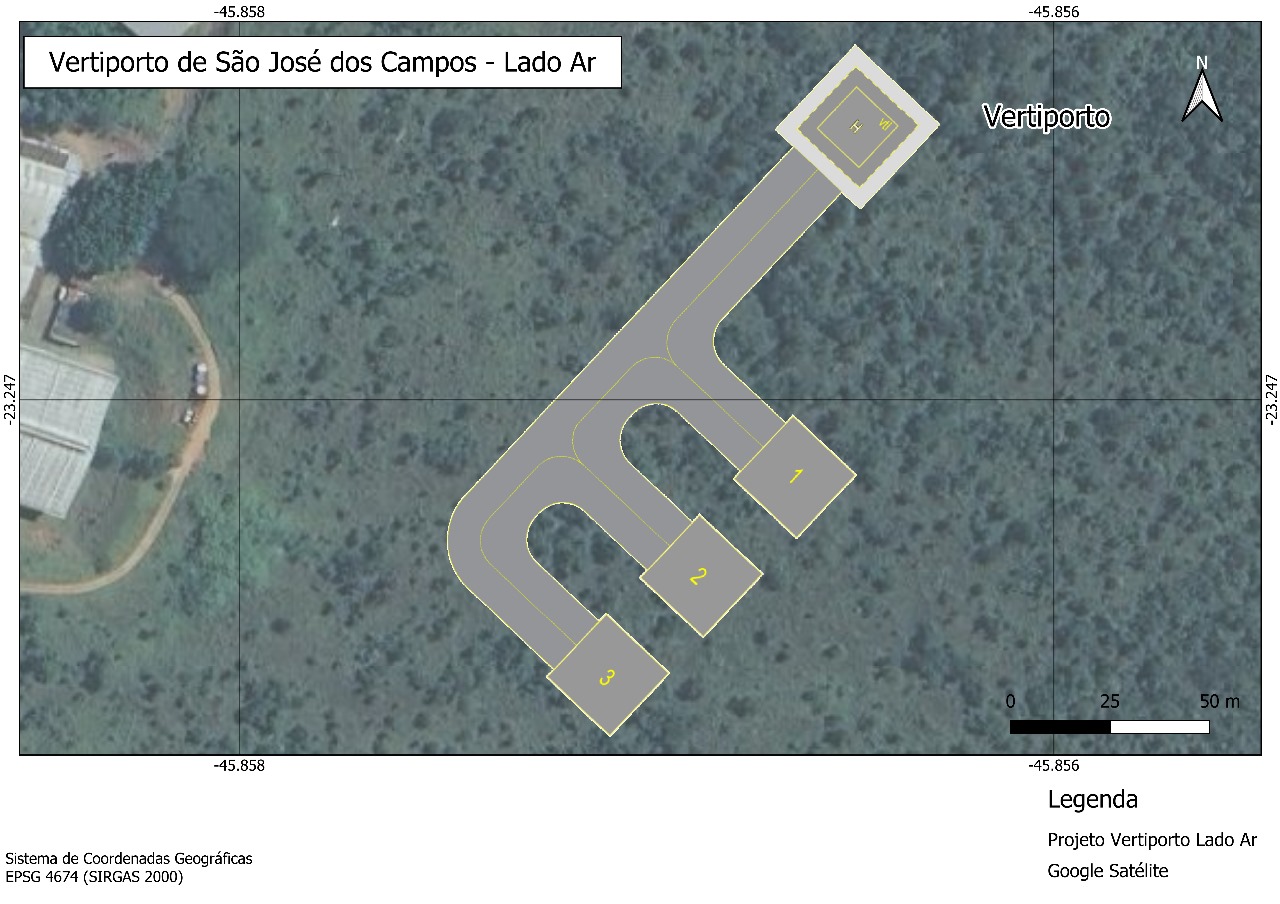 -45.858
-45.856
Vertiporto de São José dos Campos - Lado Ar
N
Vertiporto
H
-23.247
-23.247
1
2
3
0 25 50 m
-45.858
-45.856
Legenda
Projeto Vertiporto Lado Ar
Google Satélite
Sistema de Coordenadas Geográficas
EPSG 4674 (SIRGAS 2000)